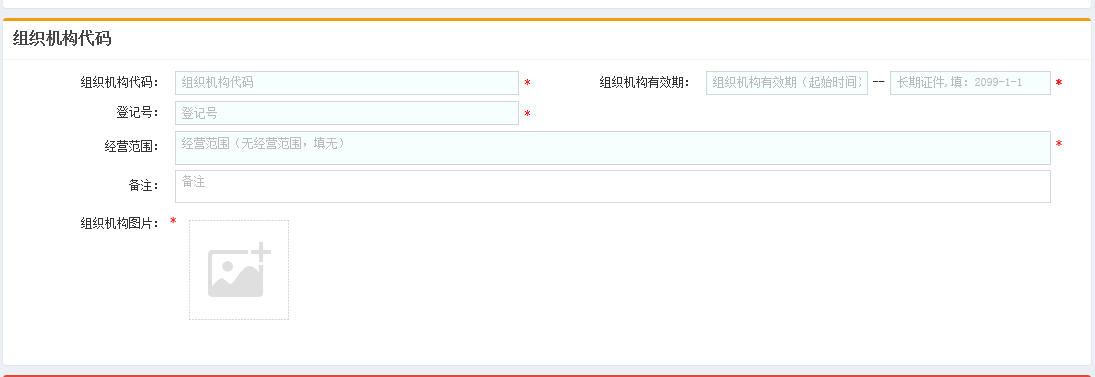 组织机构代码
组织机构代码： 组织机构代码 * 组织机构有效期： 组织机构有效期（起始时间） -- 长期证件,填: 2099-1-1 *
登记号： 登记号 *
经营范围： 经营范围（无经营范围，填无） *
备注： 备注
组织机构图片： *